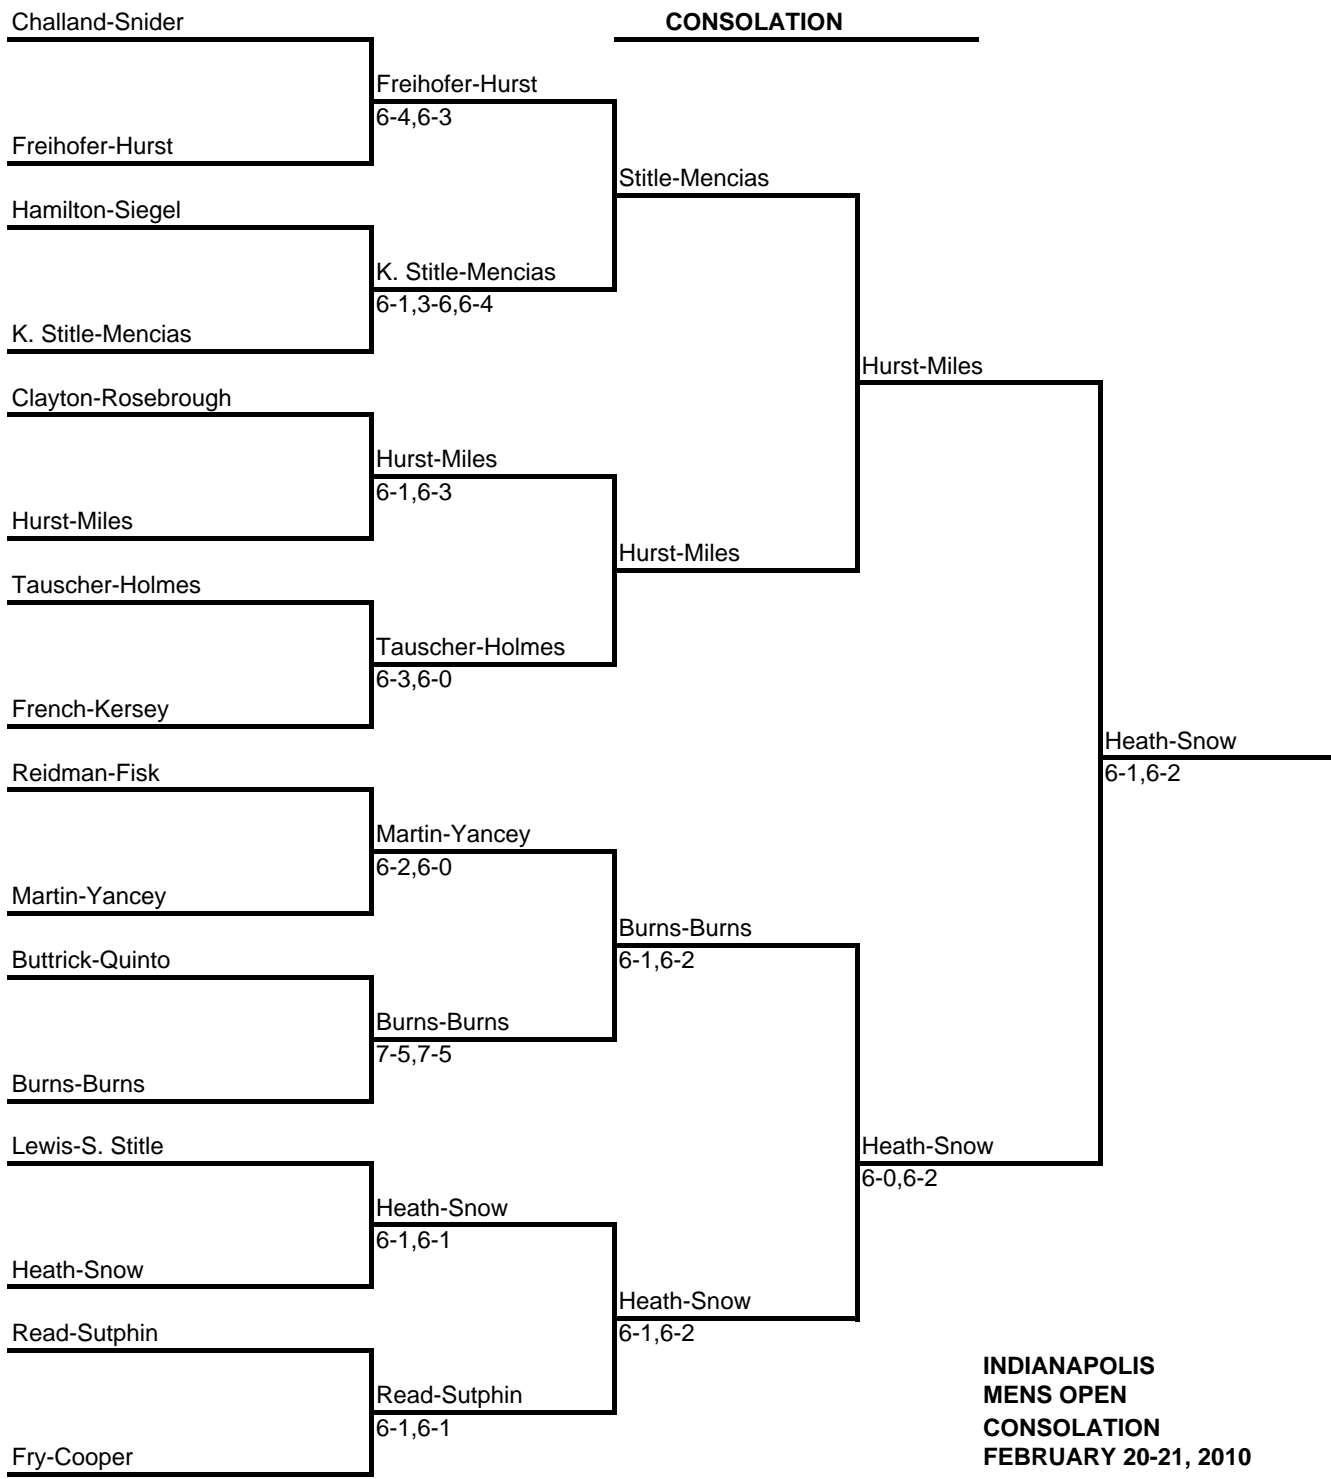 Challand-Snider
CONSOLATION
Freihofer-Hurst
6-4,6-3
Freihofer-Hurst
Stitle-Mencias
Hamilton-Siegel
K. Stitle-Mencias
6-1,3-6,6-4
K. Stitle-Mencias
Hurst-Miles
Clayton-Rosebrough
Hurst-Miles
6-1,6-3
Hurst-Miles
Hurst-Miles
Tauscher-Holmes
Tauscher-Holmes
6-3,6-0
French-Kersey
Heath-Snow
6-1,6-2
Reidman-Fisk
Martin-Yancey
6-2,6-0
Martin-Yancey
Burns-Burns
6-1,6-2
Buttrick-Quinto
Burns-Burns
7-5,7-5
Burns-Burns
Lewis-S. Stitle
Heath-Snow
6-0,6-2
Heath-Snow
6-1,6-1
Heath-Snow
Heath-Snow
6-1,6-2
Read-Sutphin
Read-Sutphin
6-1,6-1
Fry-Cooper
INDIANAPOLIS
MENS OPEN
CONSOLATION
FEBRUARY 20-21, 2010